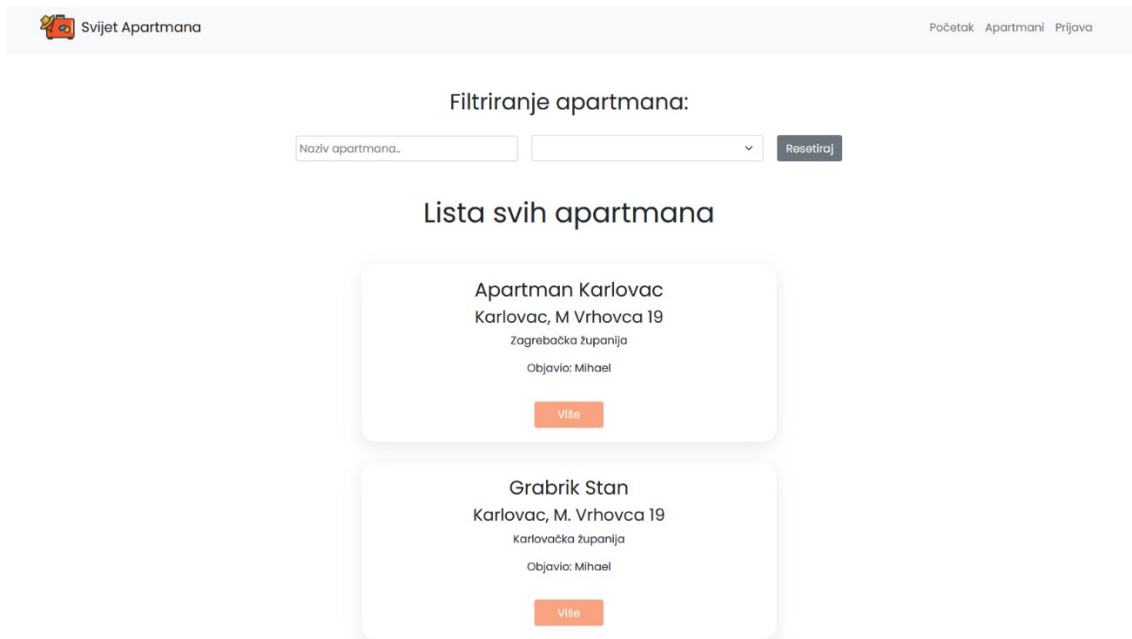 Svijet Apartmana
Početak Apartmani Prijava
Filtriranje apartmana:
Naziv apartmana..
Resetiraj
Lista svih apartmana
Apartman Karlovac
Karlovac, M Vrhovca 19
Zagrebačka županija
Objavio: Mihael
Više
Grabrik Stan
Karlovac, M. Vrhovca 19
Karlovačka županija
Objavio: Mihael
Više